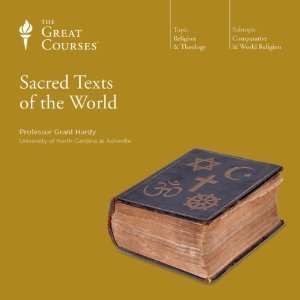 THE
GREAT
COURSES®
Topic
Religion
& Theology
Subtopic
Comparative
& World Religion
Sacred Texts
of the World
Professor Grant Hardy
University of North Carolina at Asheville